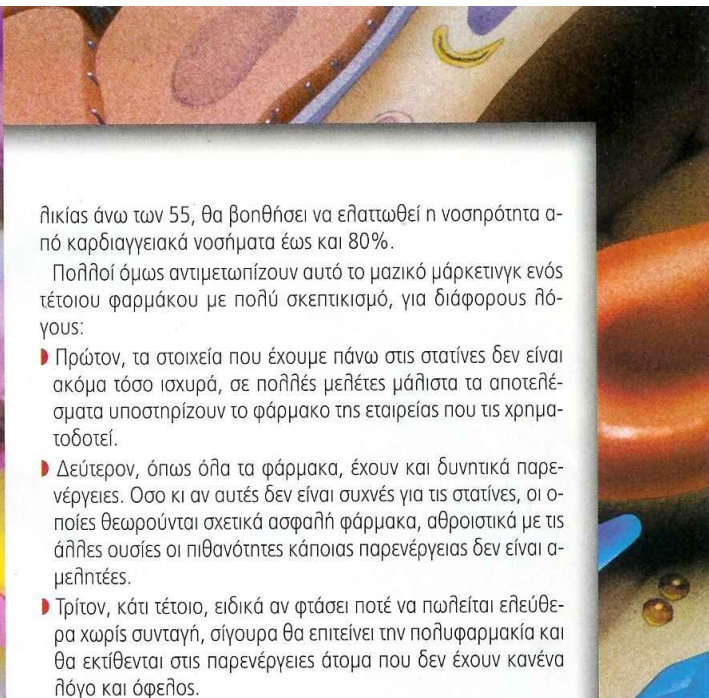 λικίας άνω των 55, θα βοηθήσει να ελαττωθεί η νοσηρότητα α-
πό καρδιαγγειακά νοσήματα έως και 80%.
Πολλοί όμως αντιμετωπίζουν αυτό το μαζικό μάρκετινγκ ενός
τέτοιου φαρμάκου με πολύ σκεπτικισμό, για διάφορους λό-
γους:
Πρώτον, τα στοιχεία που έχουμε πάνω στις στατίνες δεν είναι
ακόμα τόσο ισχυρά, σε πολλές μελέτες μάλιστα τα αποτελέ-
σματα υποστηρίζουν το φάρμακο της εταιρείας που τις χρημα-
τοδοτεί.
Δεύτερον, όπως όλα τα φάρμακα, έχουν και δυνητικά παρε-
νέργειες. Οσο κι αν αυτές δεν είναι συχνές για τις στατίνες, οι ο-
ποίες θεωρούνται σχετικά ασφαλή φάρμακα, αθροιστικά με τις
άλλες ουσίες οι πιθανότητες κάποιας παρενέργειας δεν είναι α-
μελητέες.
Τρίτον, κάτι τέτοιο, ειδικά αν φτάσει ποτέ να πωλείται ελεύθε-
ρα χωρίς συνταγή, σίγουρα θα επιτείνει την πολυφαρμακία και
θα εκτίθενται στις παρενέργειες άτομα που δεν έχουν κανένα
λόγο και όφελος.